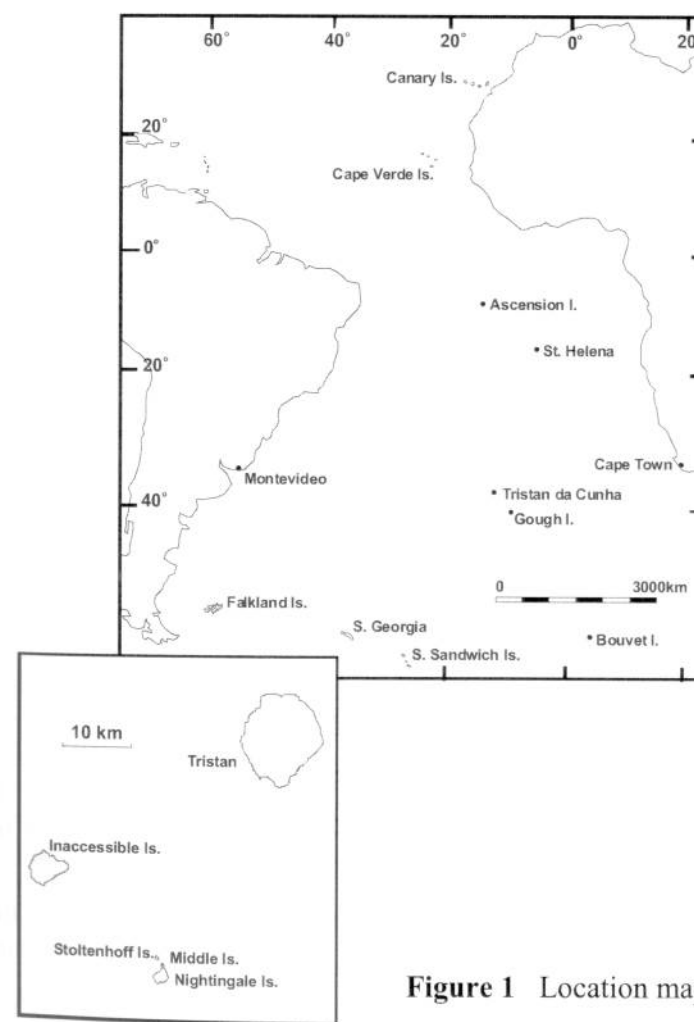 60° 20° 0° 20
Canary Is.
20°
Cape Verde Is.
0°
Ascension I.
St. Helena
20°
Cape Town
Montevideo
Tristan da Cunha
40°
Gough I.
0 3000km
Falkland Is.
S. Georgia
Bouvet I.
S. Sandwich Is.
10 km
Tristan
Inaccessible Is.
Stoltenhoff Is.
Middle Is.
Nightingale Is.
Figure 1 Location ma